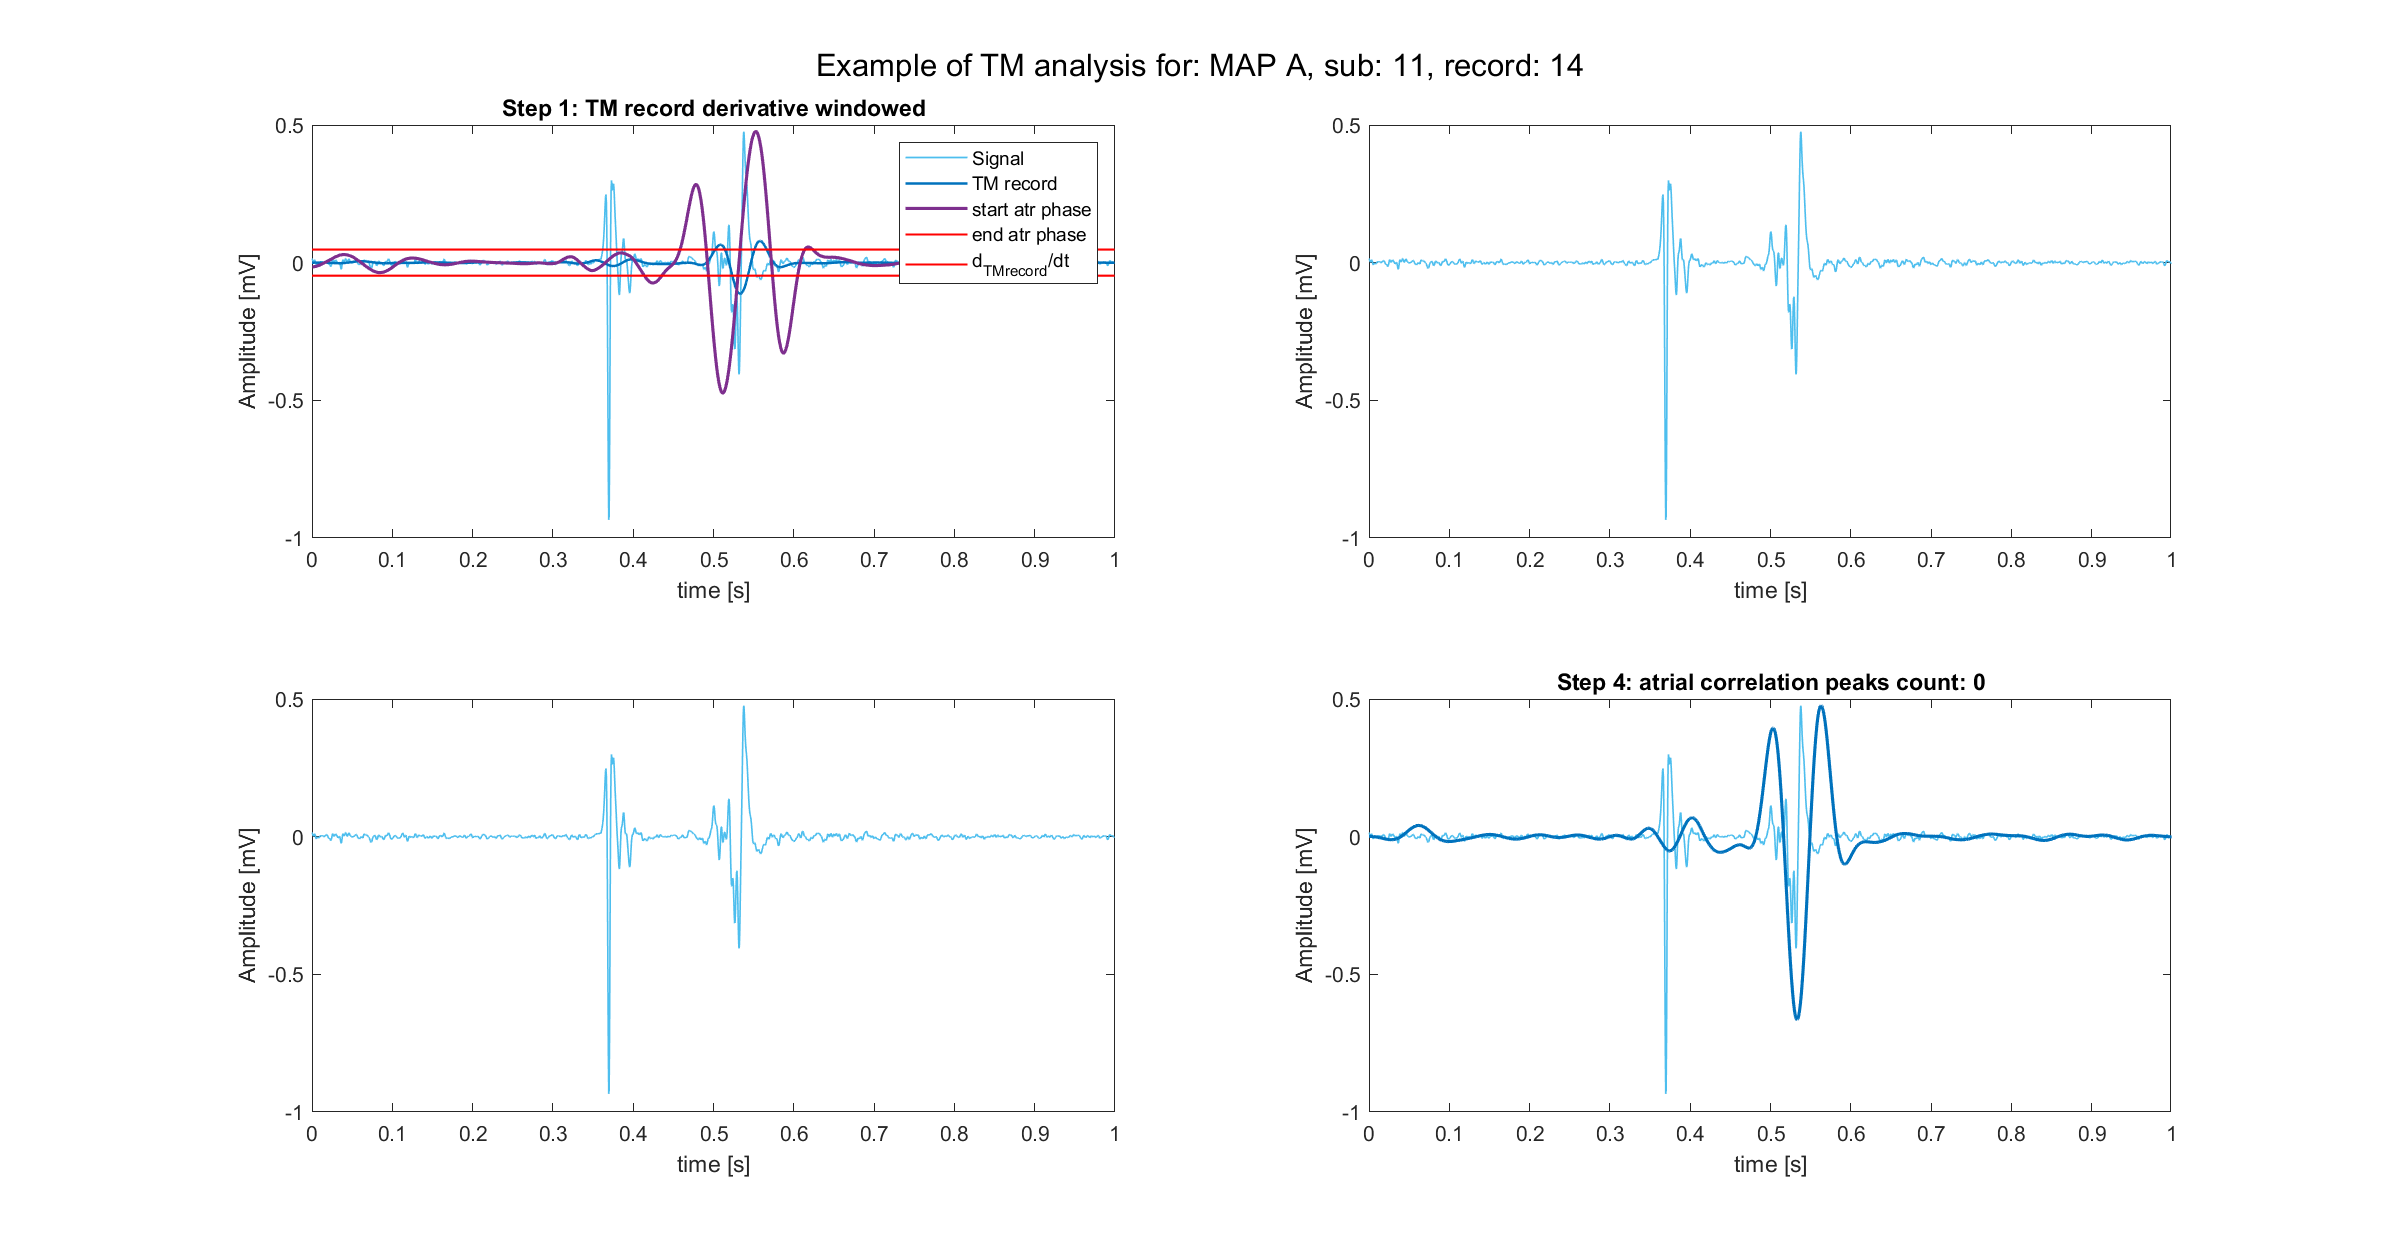 Example of TM analysis for: MAP A, sub: 11, record: 14
Step 1: TM record derivative windowed
0.5
0
-0.5
-1
Amplitude [mV]
0 0.1 0.2 0.3 0.4 0.5 0.6 0.7 0.8 0.9 1
time [s]
Signal
TM record
start atr phase
end atr phase
d_TMrecord/dt
0.5
0
-0.5
-1
Amplitude [mV]
0 0.1 0.2 0.3 0.4 0.5 0.6 0.7 0.8 0.9 1
time [s]
0.5
0
-0.5
-1
Amplitude [mV]
0 0.1 0.2 0.3 0.4 0.5 0.6 0.7 0.8 0.9 1
time [s]
Step 4: atrial correlation peaks count: 0
0.5
0
-0.5
-1
Amplitude [mV]
0 0.1 0.2 0.3 0.4 0.5 0.6 0.7 0.8 0.9 1
time [s]